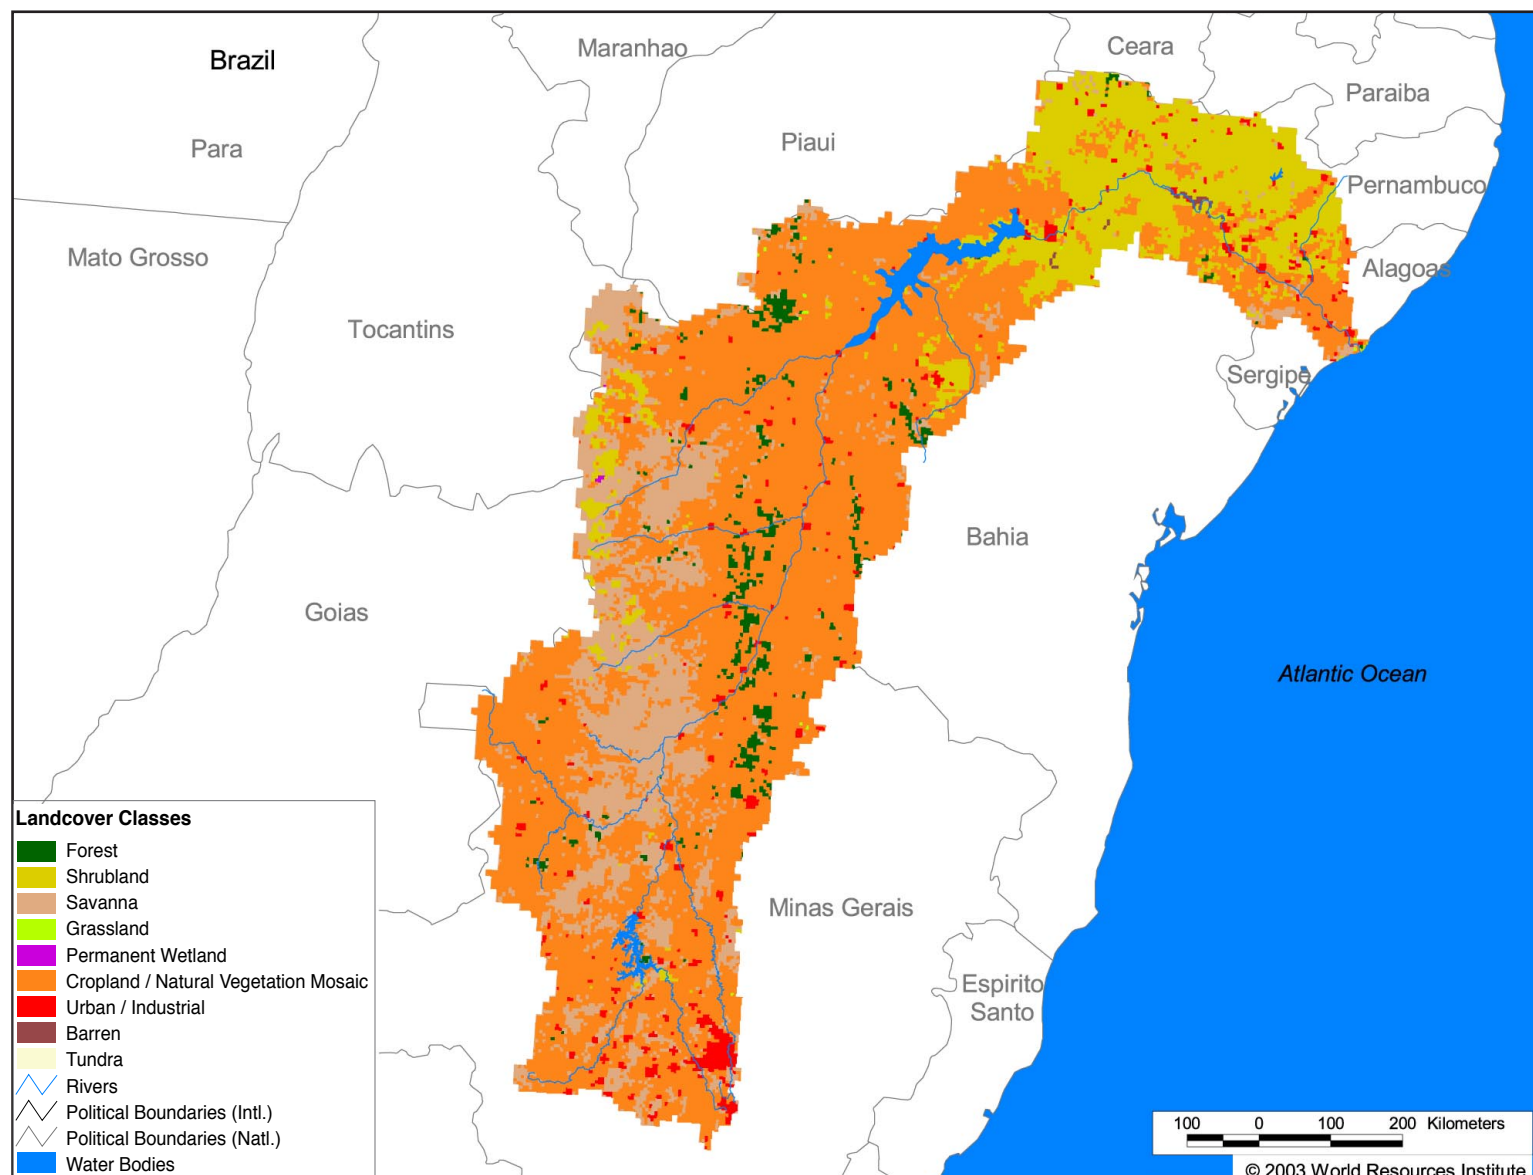 Brazil
Maranhao
Ceara
Paraiba
Para
Piaui
Pernambuco
Mato Grosso
Alagoas
Tocantins
Sergipe
Bahia
Goias
Atlantic Ocean
Minas Gerais
Espirito
Santo
Landcover Classes
Forest
Shrubland
Savanna
Grassland
Permanent Wetland
Cropland / Natural Vegetation Mosaic
Urban / Industrial
Barren
Tundra
Rivers
Political Boundaries (Intl.)
Political Boundaries (Natl.)
Water Bodies
100 0 100 200 Kilometers
© 2003 World Resources Institute